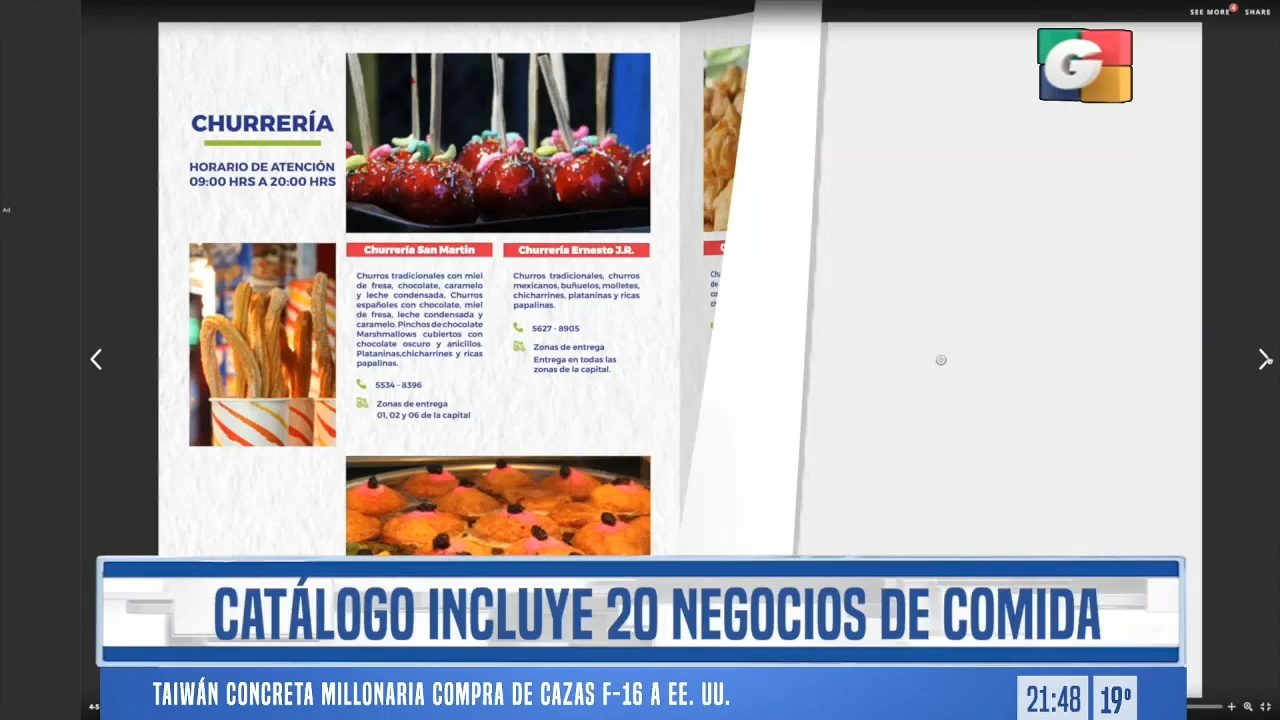 SEE MORE
4
SHARE
G
Ad
CHURRERÍA
HORARIO DE ATENCIÓN
09:00 HRS A 20:00 HRS
Churrería San Martín
Churros tradicionales con miel
de fresa, chocolate, caramelo
y leche condensada. Churros
españoles con chocolate, miel
de fresa, leche condensada y
caramelo. Pinchos de chocolate
Marshmallows cubiertos con
chocolate oscuro y anicillos.
Plataninas,chicharrines y ricas
papalinas.
5534 - 8396
Zonas de entrega
01, 02 y 06 de la capital
Churrería Ernesto J.R.
Churros tradicionales, churros
mexicanos, buñuelos, molletes,
chicharrines, plataninas y ricas
papalinas.
5627 - 8905
Zonas de entrega
Entrega en todas las
zonas de la capital.
CATÁLOGO INCLUYE 20 NEGOCIOS DE COMIDA
TAIWÁN CONCRETA MILLONARIA COMPRA DE CAZAS F-16 A EE. UU.
21:48
19º
4-5